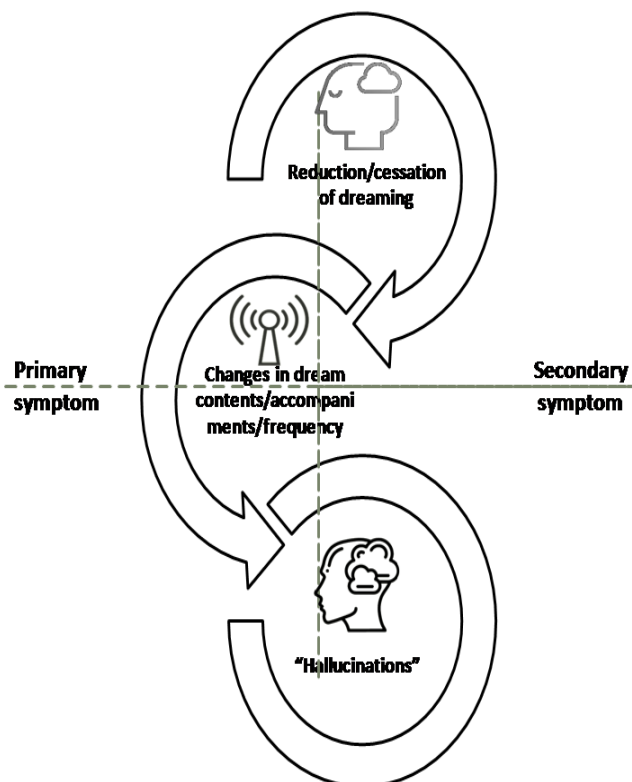 Reduction/cessation
of dreaming
Primary
symptom
Changes in dream
contents/accompani
ments/frequency
Secondary
symptom
“Hallucinations”